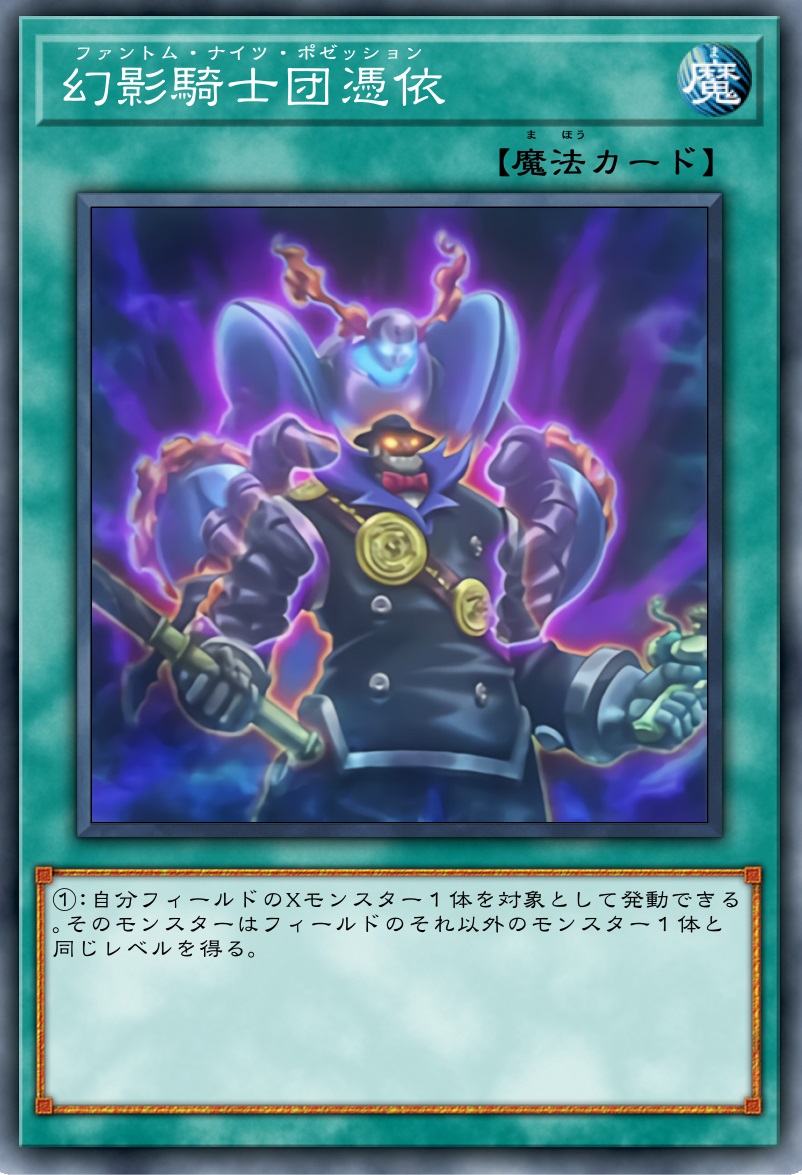 ファントム・ナイツ・ポゼッション
幻影騎士団憑依
ま
魔
ま ほう
【魔法カード】
①:自分フィールドのXモンスター1体を対象として発動できる
。そのモンスターはフィールドのそれ以外のモンスター1体と
同じレベルを得る。